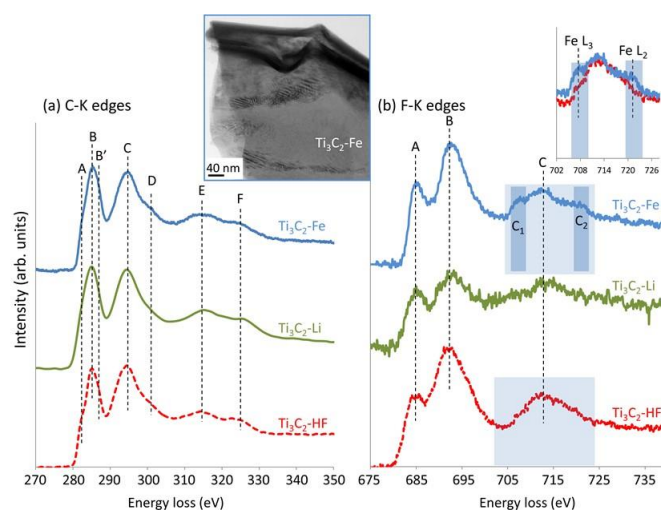 Fe L3
Fe L2
702 708 714 720 726
Ti3C2-Fe
40 nm
(a) C-K edges
A
B
B'
C
D
E
F
Ti3C2-Fe
Ti3C2-Li
Ti3C2-HF
Intensity (arb. units)
270 280 290 300 310 320 330 340 350
Energy loss (eV)
(b) F-K edges
A
B
C
Ti3C2-Fe
C1
C2
Ti3C2-Li
Ti3C2-HF
675 685 695 705 715 725 735
Energy loss (eV)